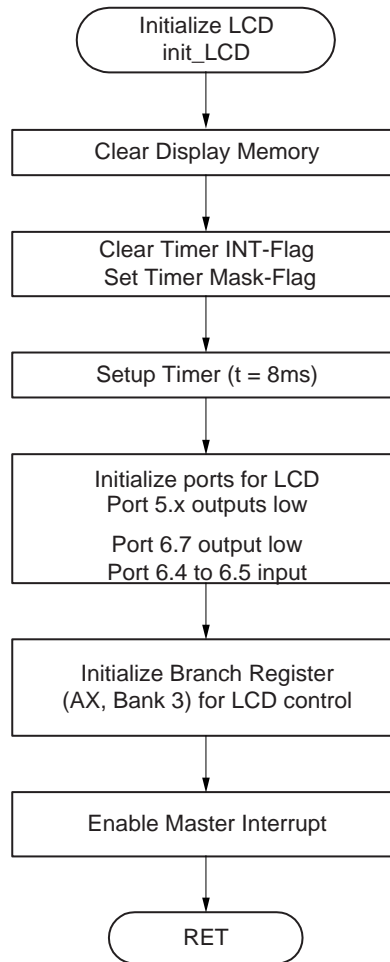 Initialize LCD
init_LCD
Clear Display Memory
Clear Timer INT-Flag
Set Timer Mask-Flag
Setup Timer (t = 8ms)
Initialize ports for LCD
Port 5.x outputs low
Port 6.7 output low
Port 6.4 to 6.5 input
Initialize Branch Register
(AX, Bank 3) for LCD control
Enable Master Interrupt
RET